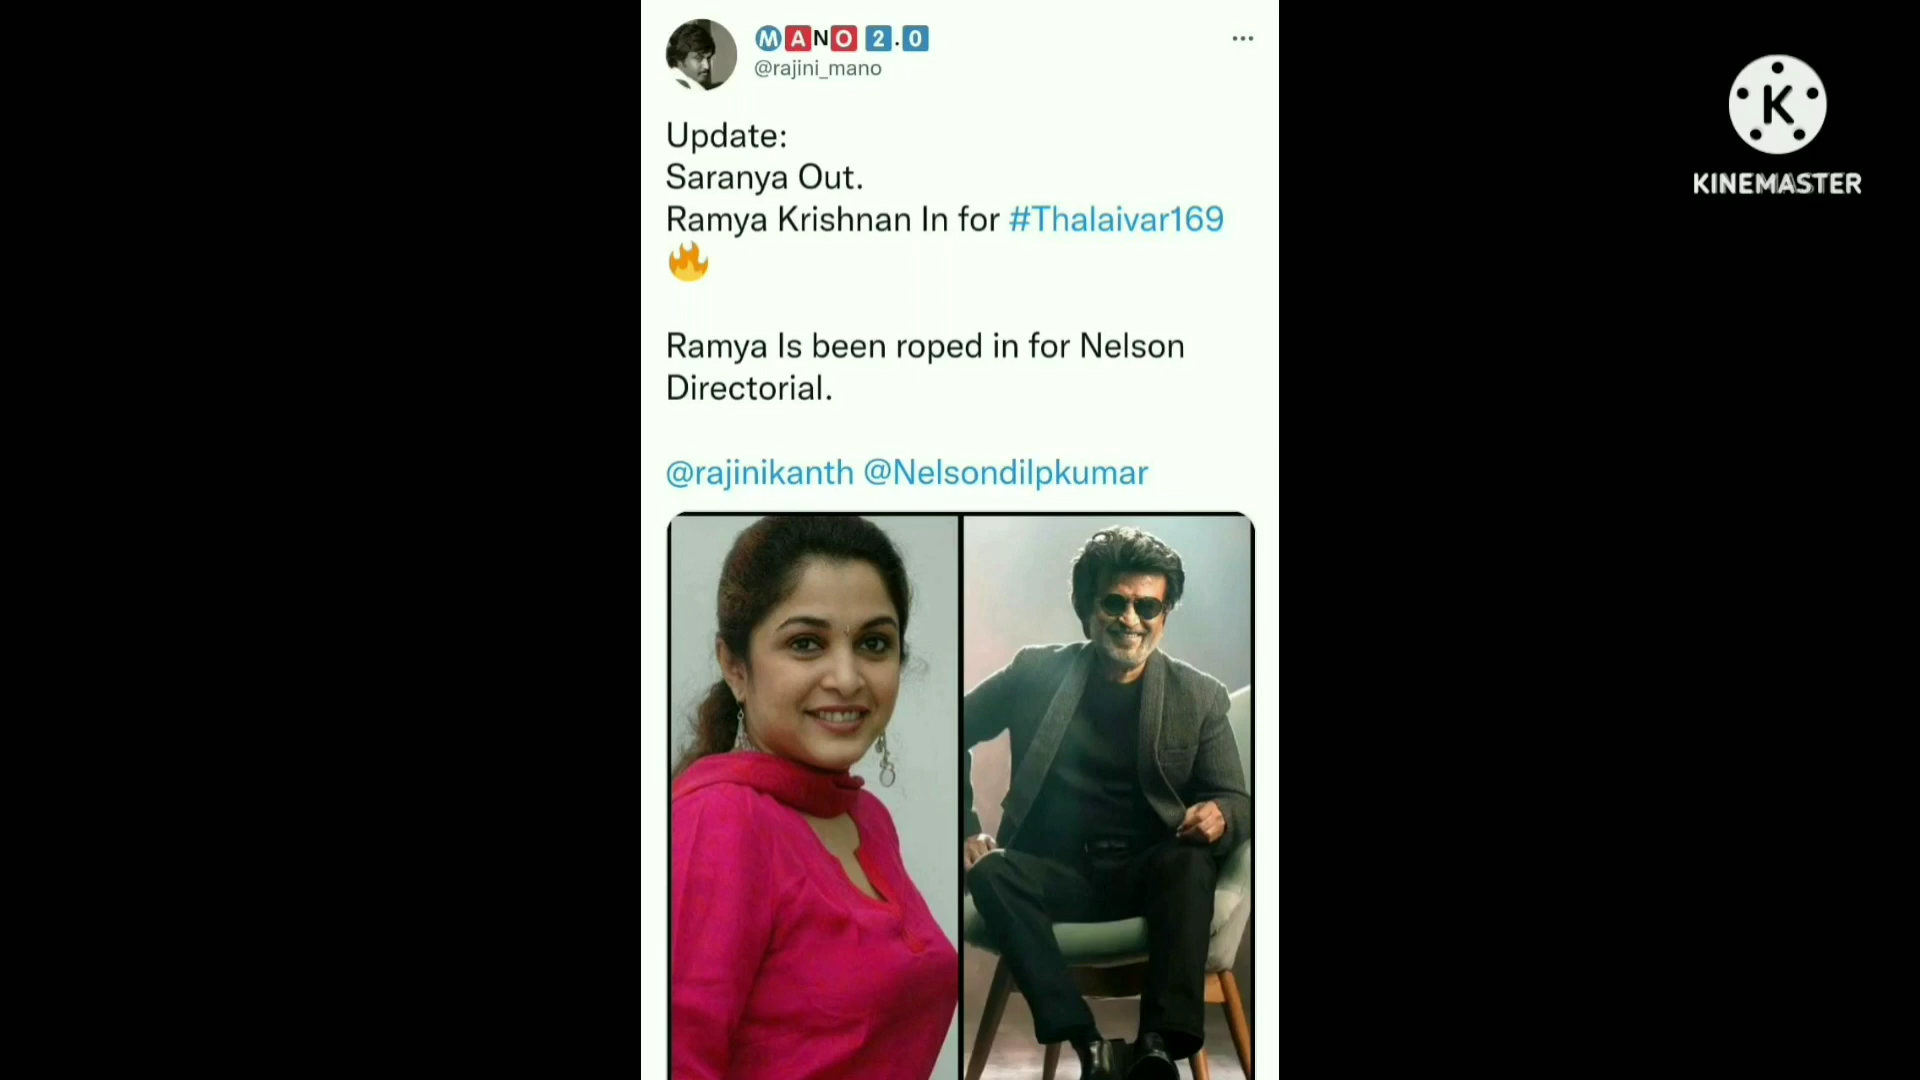 MANO 2.0
@rajini_mano
Update:
Saranya Out.
Ramya Krishnan In for #Thalaivar169
🔥
Ramya Is been roped in for Nelson
Directorial.
@rajinikanth @Nelsondilpkumar
K
KINEMASTER